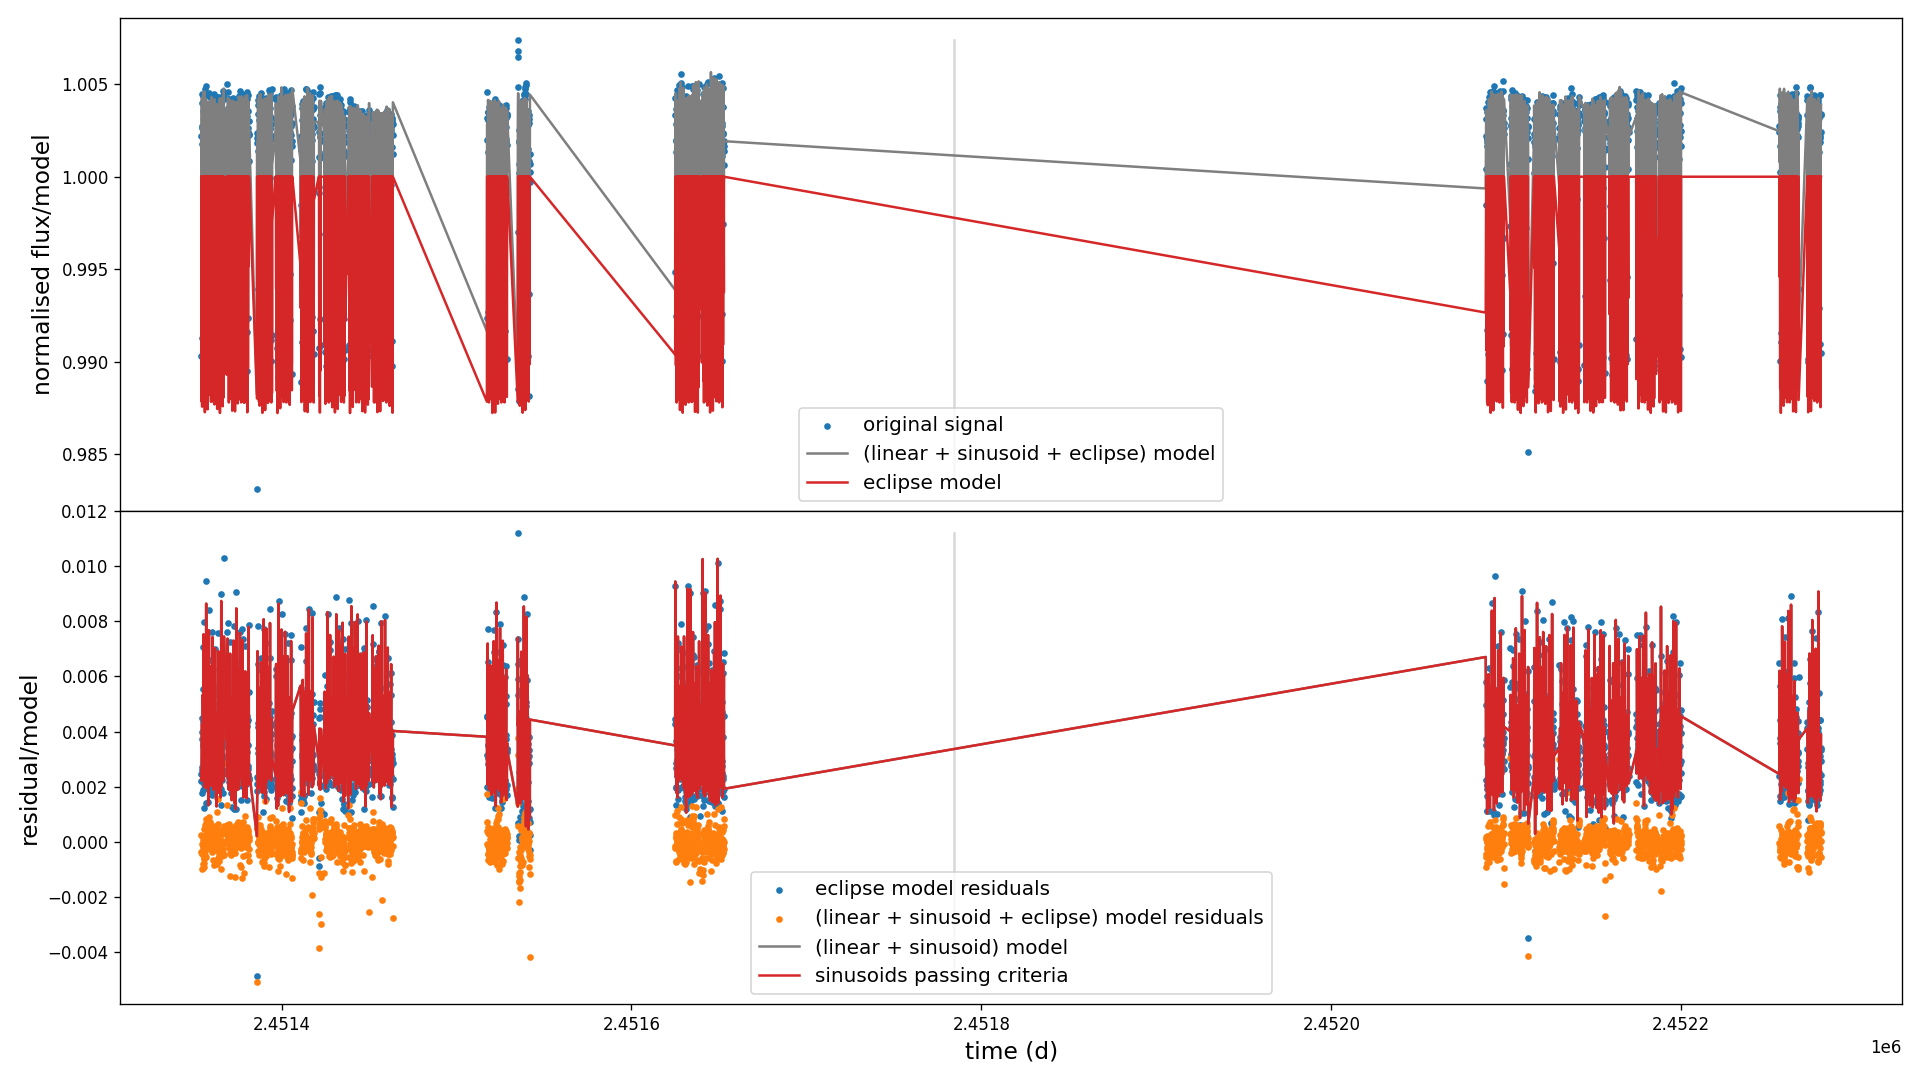 normalised flux/model
1.005
1.000
0.995
0.990
0.985
original signal
(linear + sinusoid + eclipse) model
eclipse model
residual/model
0.012
0.010
0.008
0.006
0.004
0.002
0.000
−0.002
−0.004
eclipse model residuals
(linear + sinusoid + eclipse) model residuals
(linear + sinusoid) model
sinusoids passing criteria
2.4514
2.4516
2.4518
2.4520
2.4522
time (d)
1e6